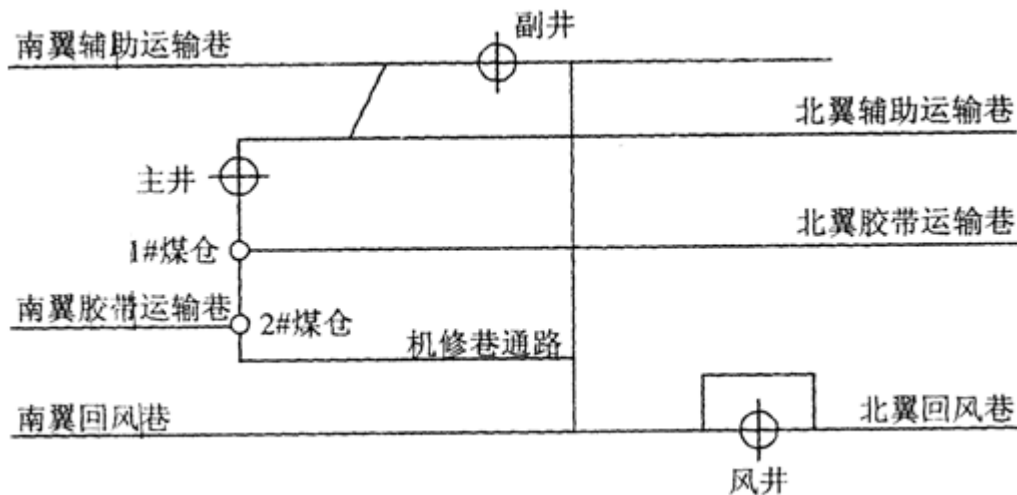 副井
南翼辅助运输巷
北翼辅助运输巷
主井
1#煤仓
北翼胶带运输巷
南翼胶带运输巷
2#煤仓
机修巷通路
南翼回风巷
北翼回风巷
风井